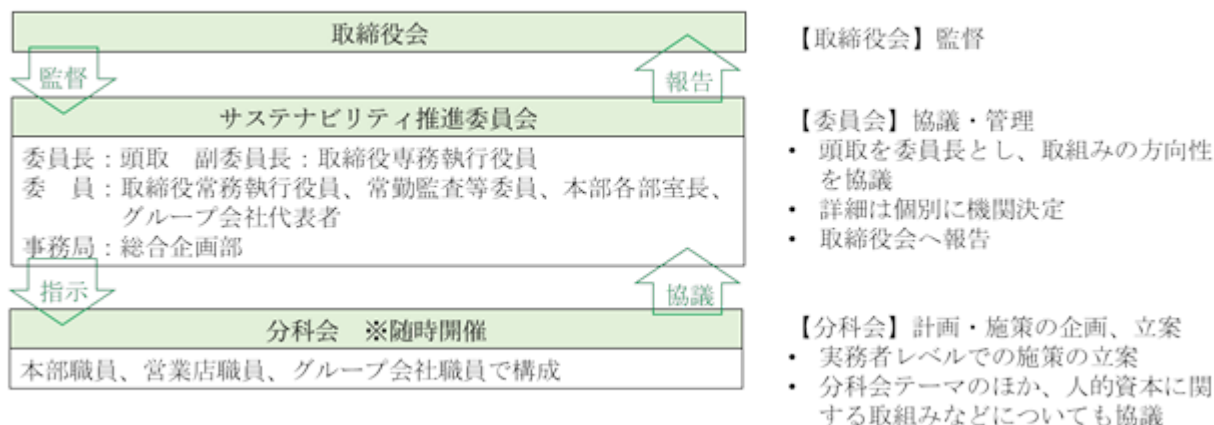 取締役会
監督
報告
サステナビリティ推進委員会
委員長：頭取　副委員長：取締役専務執行役員
委　員：取締役常務執行役員、常勤監査等委員、本部各部室長、
グループ会社代表者
事務局：総合企画部
指示
協議
分科会　※随時開催
本部職員、営業店職員、グループ会社職員で構成
【取締役会】監督
【委員会】協議・管理
・ 頭取を委員長とし、取組みの方向性
を協議
・ 詳細は個別に機関決定
・ 取締役会へ報告
【分科会】計画・施策の企画、立案
・ 実務者レベルでの施策の立案
・ 分科会テーマのほか、人的資本に関
する取組みなどについても協議